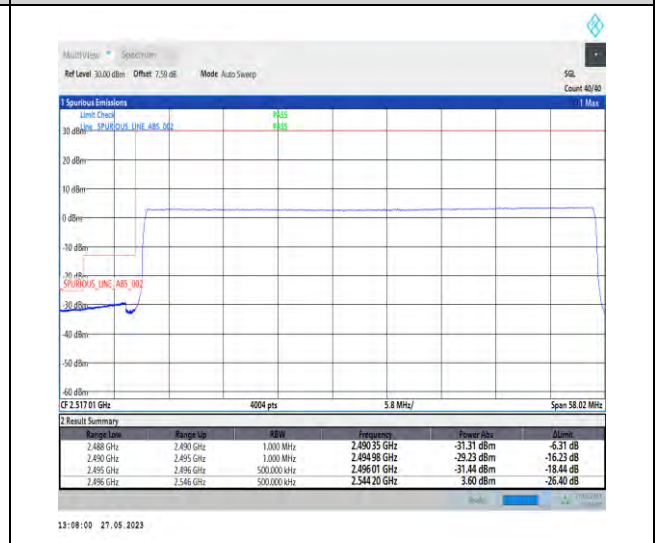 MultiView Spectrum
Ref Level 30.00 dBm Offset 7.59 dB Mode Auto Sweep SGL
Count 40/40
1 Spurious Emissions 1 Max
Limit Check PASS
Line SPURIOUS_LINE_ABS_002 PASS
30 dBm
20 dBm
10 dBm
0 dBm
-10 dBm
-20 dBm
SPURIOUS_LINE_ABS_002
-30 dBm
-40 dBm
-50 dBm
-60 dBm
CF 2.517 01 GHz 4004 pts 5.8 MHz/ Span 58.02 MHz
2 Result Summary
Range Low Range Up RBW Frequency Power Abs ΔLimit
2.488 GHz 2.490 GHz 1.000 MHz 2.490 35 GHz -31.31 dBm -6.31 dB
2.490 GHz 2.495 GHz 1.000 MHz 2.494 98 GHz -29.23 dBm -16.23 dB
2.495 GHz 2.496 GHz 500.000 kHz 2.496 01 GHz -31.44 dBm -18.44 dB
2.496 GHz 2.546 GHz 500.000 kHz 2.544 20 GHz 3.60 dBm -26.40 dB
13:08:00 27.05.2023